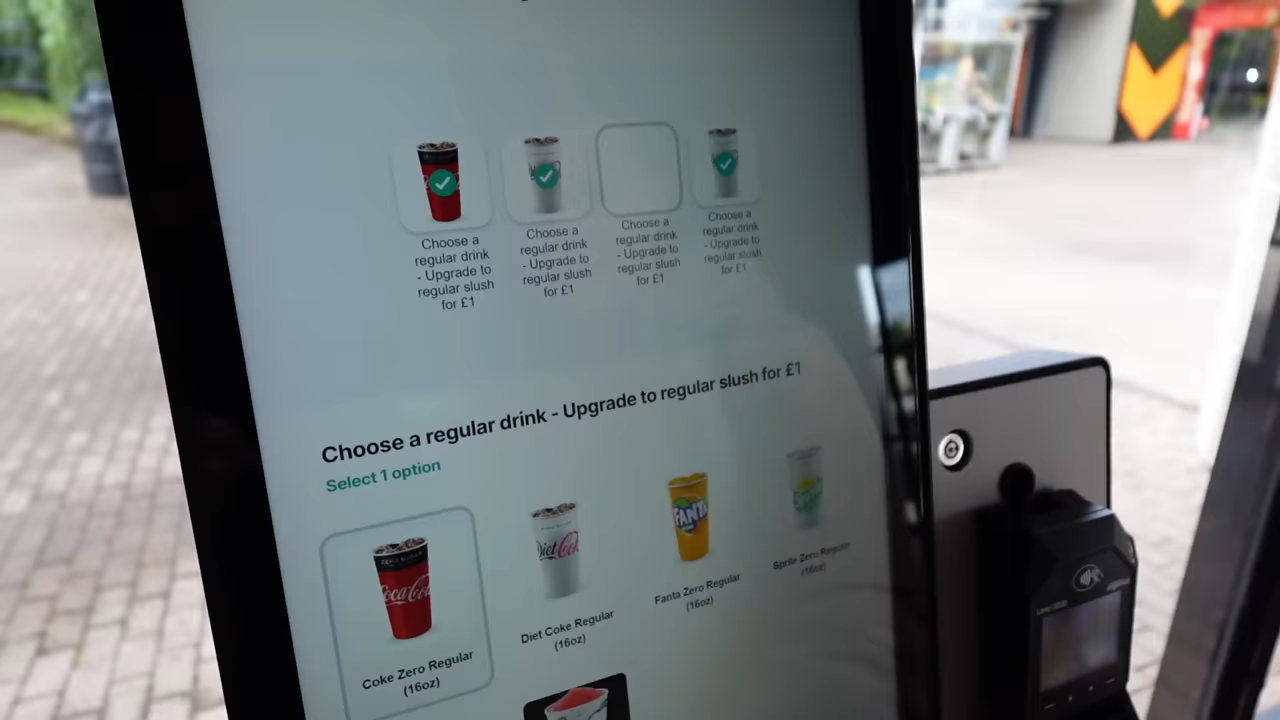 Choose a
regular drink
- Upgrade to
regular slush
for £1
Choose a
regular drink
- Upgrade to
regular slush
for £1
Choose a
regular drink
- Upgrade to
regular slush
for £1
Choose a
regular drink
- Upgrade to
regular slush
for £1
Choose a regular drink - Upgrade to regular slush for £1
Select 1 option
ZERO SUGAR
Coca-Cola
Coke Zero Regular
(16oz)
Diet Coke
Diet Coke Regular
(16oz)
FANTA
Fanta Zero Regular
(16oz)
Sprite
Sprite Zero Regular
(16oz)